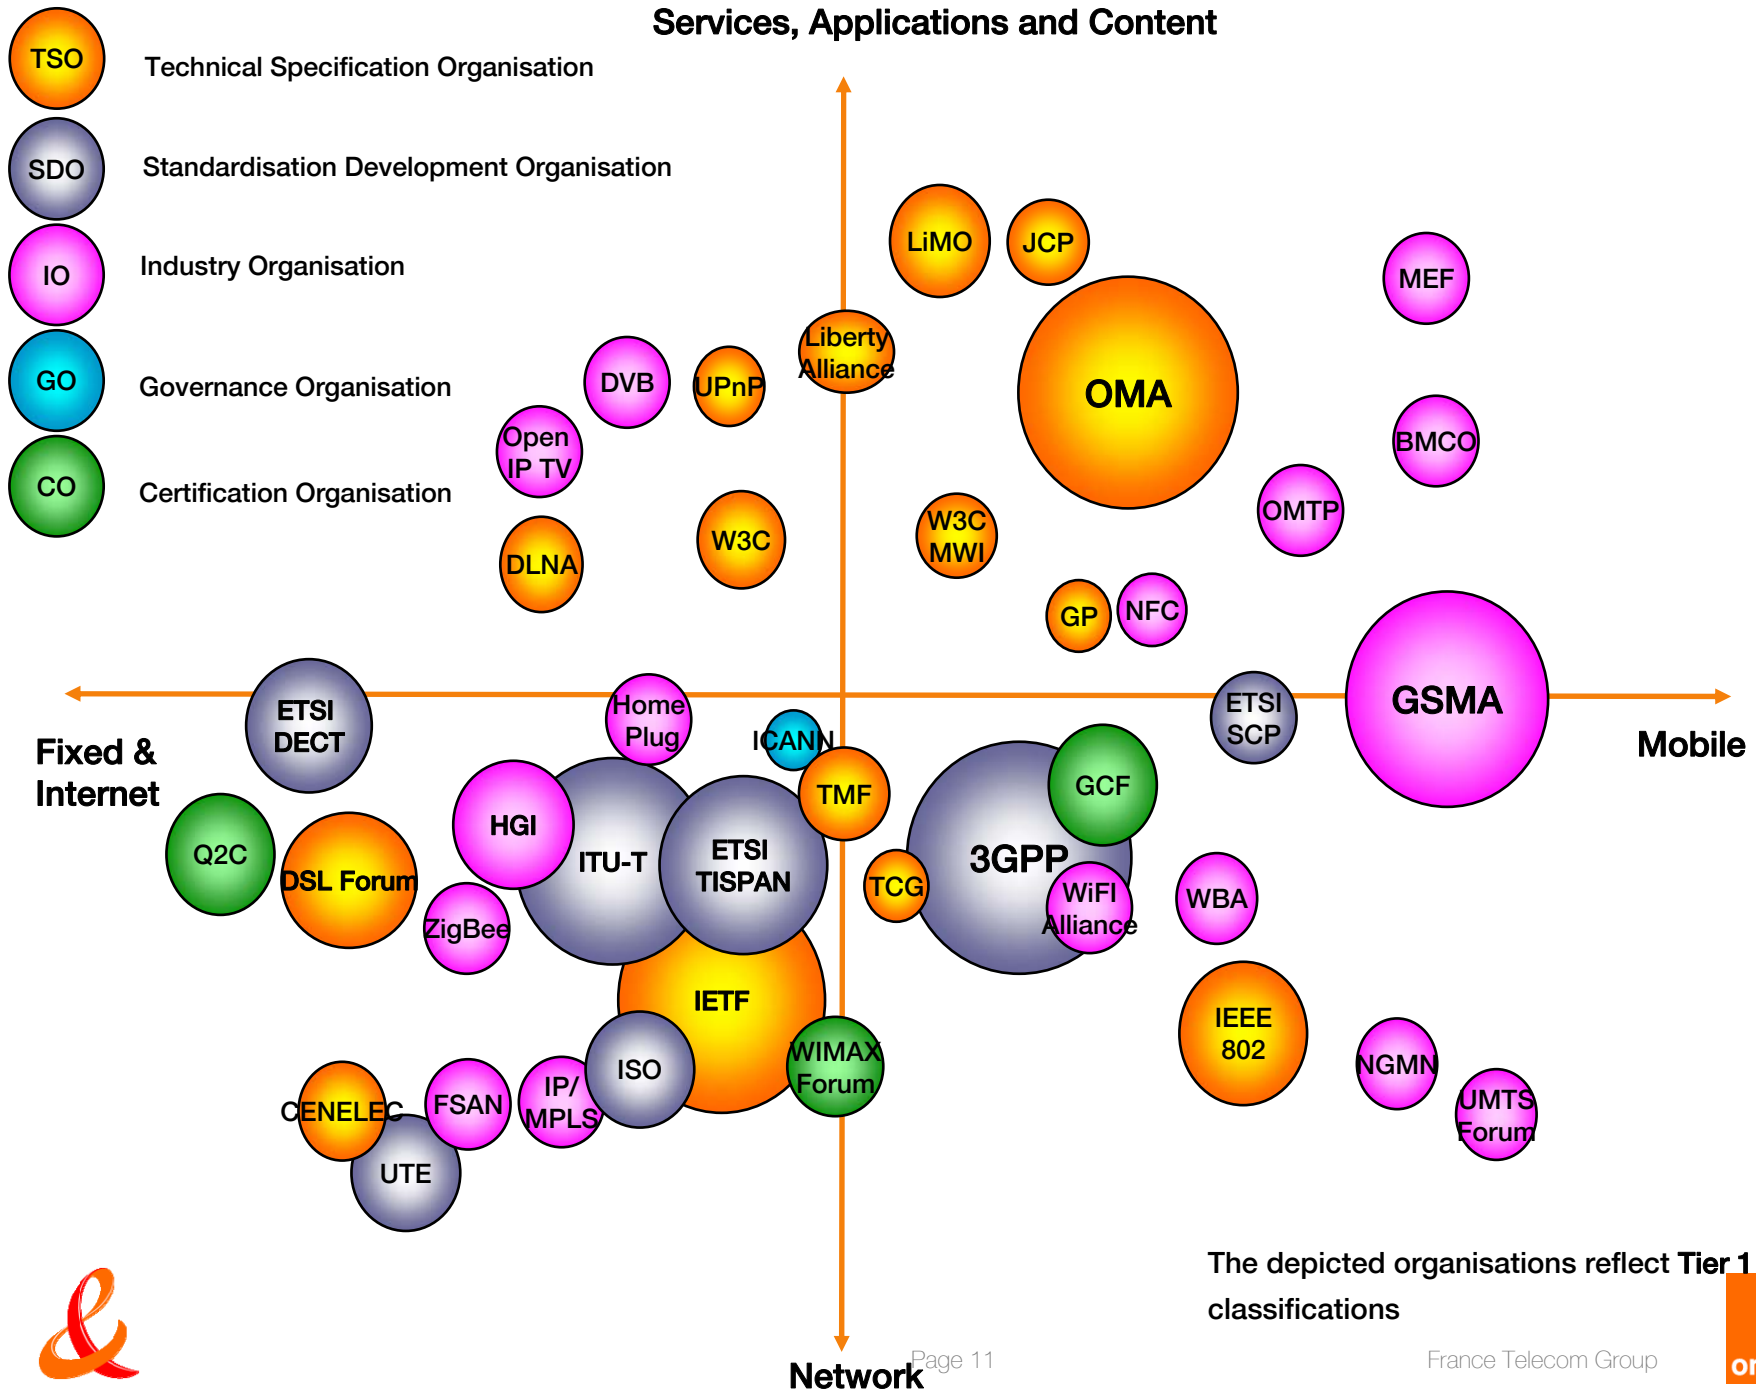 Services, Applications and Content
TSO
Technical Specification Organisation
SDO
Standardisation Development Organisation
IO
Industry Organisation
GO
Governance Organisation
CO
Certification Organisation
LiMO
JCP
MEF
Liberty
Alliance
DVB
UPnP
OMA
Open
IP TV
BMCO
OMTP
W3C
W3C
MWI
DLNA
GP
NFC
ETSI
DECT
Home
Plug
ICANN
ETSI
SCP
GSMA
Fixed &
Internet
Mobile
TMF
GCF
HGI
ITU-T
ETSI
TISPAN
3GPP
Q2C
DSL Forum
TCG
WiFI
Alliance
WBA
ZigBee
IETF
IEEE
802
ISO
WIMAX
Forum
NGMN
CENELEC
FSAN
IP/
MPLS
UMTS
Forum
UTE
The depicted organisations reflect Tier 1
classifications
Page 11
France Telecom Group
Network